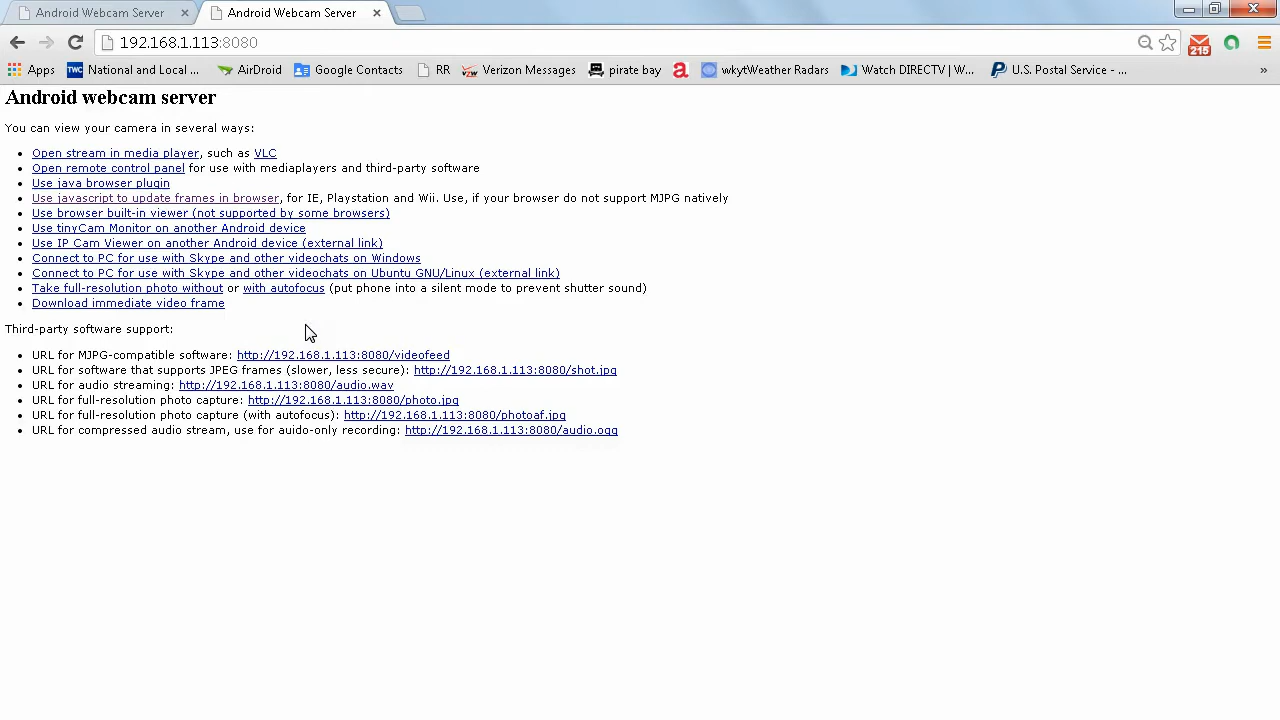 Android Webcam Server
Android Webcam Server
192.168.1.113:8080
215
Apps
National and Local ...
AirDroid
Google Contacts
RR
Verizon Messages
pirate bay
wkytWeather Radars
Watch DIRECTV | W...
U.S. Postal Service - ...
»
Android webcam server
You can view your camera in several ways:
• Open stream in media player, such as VLC
• Open remote control panel for use with mediaplayers and third-party software
• Use java browser plugin
• Use javascript to update frames in browser, for IE, Playstation and Wii. Use, if your browser do not support MJPG natively
• Use browser built-in viewer (not supported by some browsers)
• Use tinyCam Monitor on another Android device
• Use IP Cam Viewer on another Android device (external link)
• Connect to PC for use with Skype and other videochats on Windows
• Connect to PC for use with Skype and other videochats on Ubuntu GNU/Linux (external link)
• Take full-resolution photo without or with autofocus (put phone into a silent mode to prevent shutter sound)
• Download immediate video frame
Third-party software support:
• URL for MJPG-compatible software: http://192.168.1.113:8080/videofeed
• URL for software that supports JPEG frames (slower, less secure): http://192.168.1.113:8080/shot.jpg
• URL for audio streaming: http://192.168.1.113:8080/audio.wav
• URL for full-resolution photo capture: http://192.168.1.113:8080/photo.jpg
• URL for full-resolution photo capture (with autofocus): http://192.168.1.113:8080/photoaf.jpg
• URL for compressed audio stream, use for auido-only recording: http://192.168.1.113:8080/audio.ogg